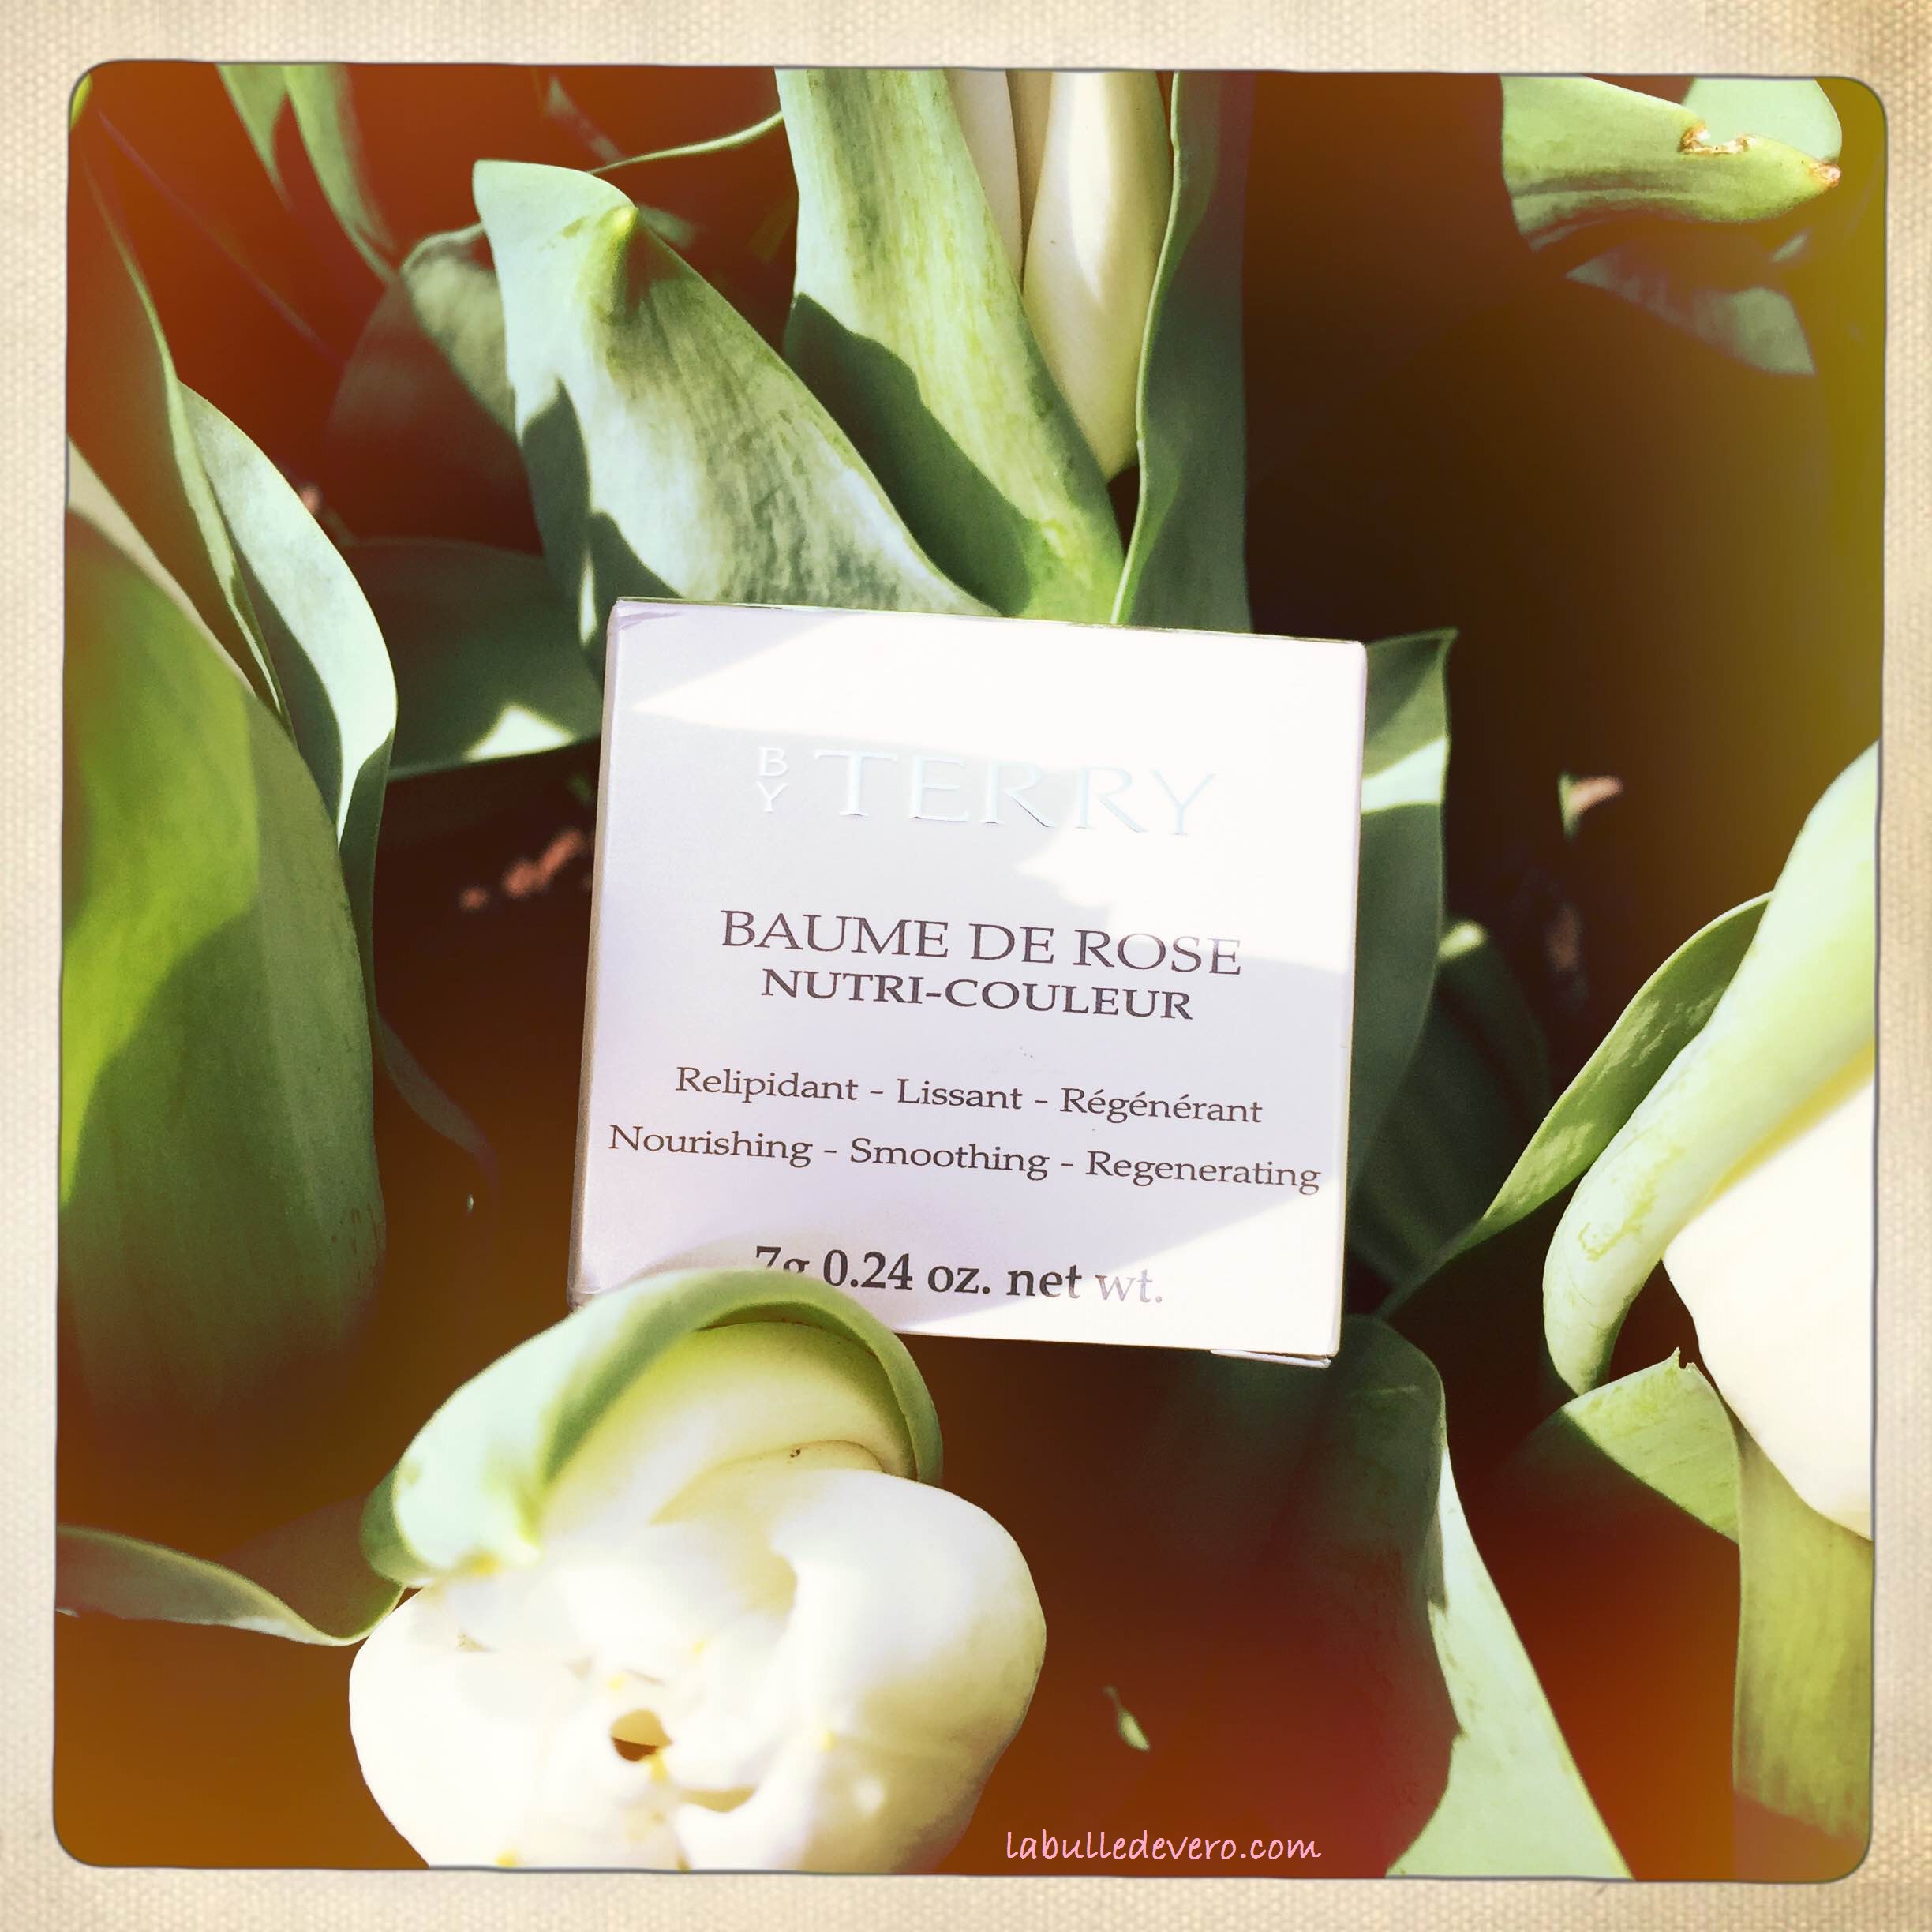 BY TERRY
BAUME DE ROSE
NUTRI-COULEUR
Relipidant - Lissant - Régénérant
Nourishing - Smoothing - Regenerating
7g 0.24 oz. net wt.
labulledevero.com